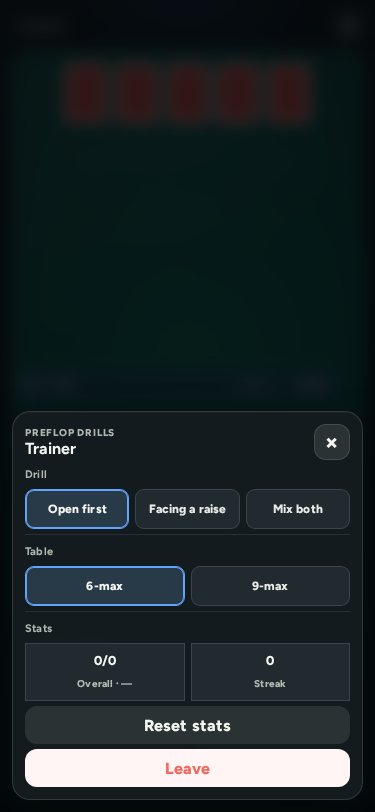 PREFLOP DRILLS
Trainer
×
Drill
Open first
Facing a raise
Mix both
Table
6-max
9-max
Stats
0/0
Overall · —
0
Streak
Reset stats
Leave